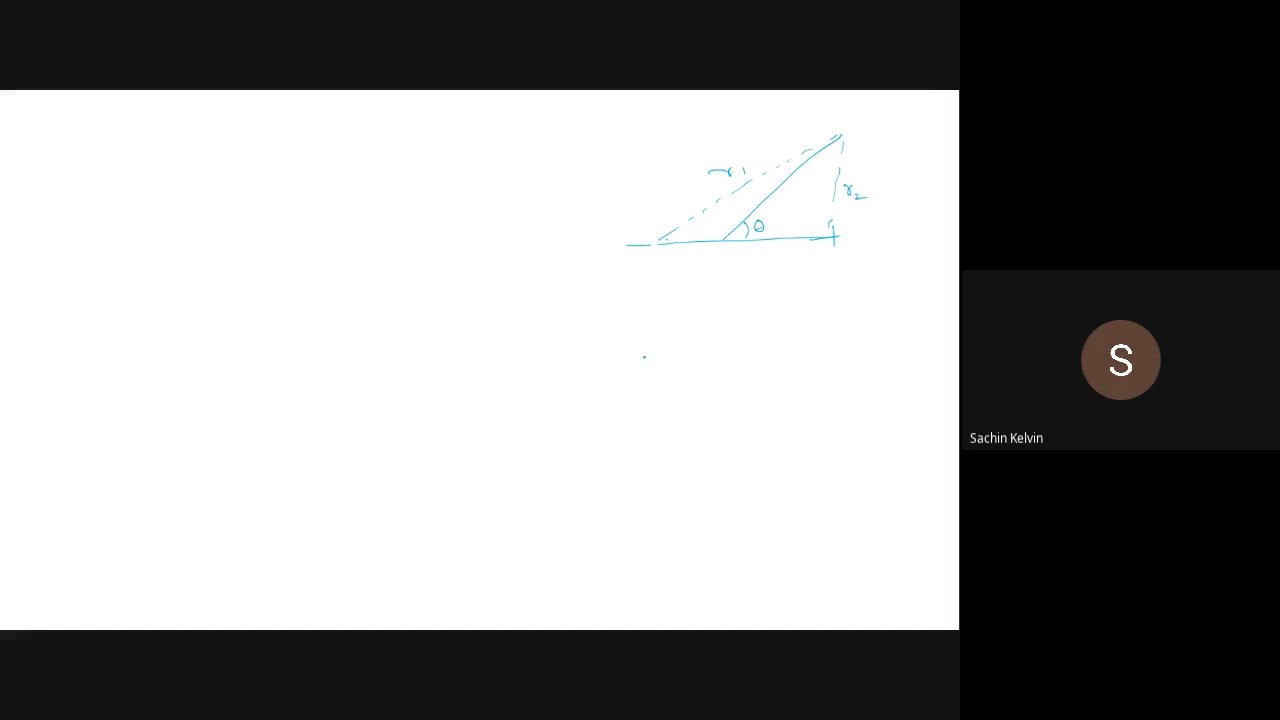 r1
r2
θ
S
Sachin Kelvin